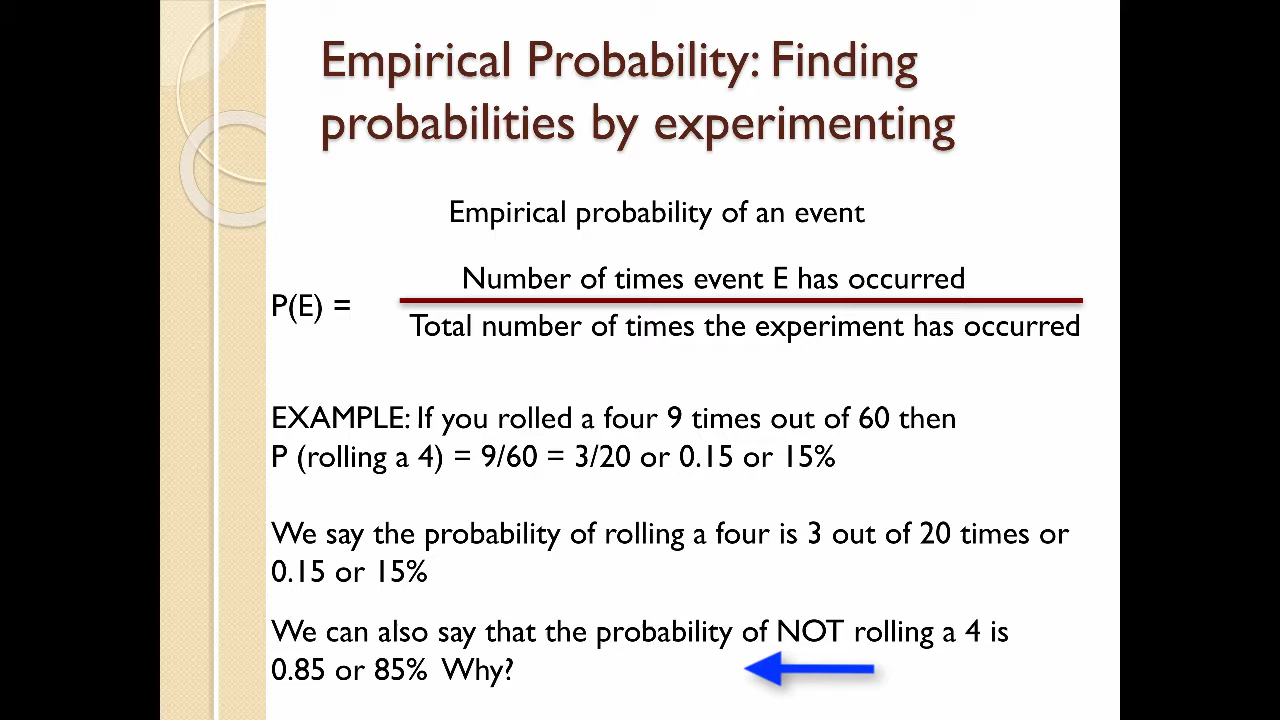 Empirical Probability: Finding
probabilities by experimenting
Empirical probability of an event
Number of times event E has occurred
P(E) =
Total number of times the experiment has occurred
EXAMPLE: If you rolled a four 9 times out of 60 then
P (rolling a 4) = 9/60 = 3/20 or 0.15 or 15%
We say the probability of rolling a four is 3 out of 20 times or
0.15 or 15%
We can also say that the probability of NOT rolling a 4 is
0.85 or 85% Why?